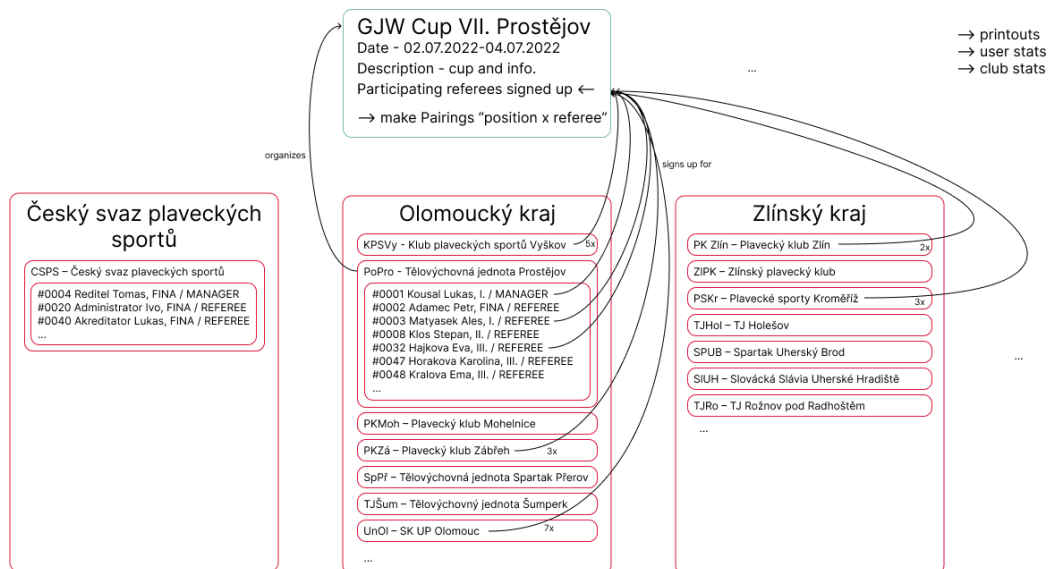 GJW Cup VII. Prostějov
Date - 02.07.2022-04.07.2022
Description - cup and info.
Participating referees signed up <--
--> make Pairings “position x referee”
...
--> printouts
--> user stats
--> club stats
organizes
signs up for
Český svaz plaveckých
sportů
CSPS – Český svaz plaveckých sportů
#0004 Reditel Tomas, FINA / MANAGER
#0020 Administrator Ivo, FINA / REFEREE
#0040 Akreditator Lukas, FINA / REFEREE
...
Olomoucký kraj
KPSVy - Klub plaveckých sportů Vyškov
5x
PoPro - Tělovýchovná jednota Prostějov
#0001 Kousal Lukas, I. / MANAGER
#0002 Adamec Petr, FINA / REFEREE
#0003 Matyasek Ales, I. / REFEREE
#0008 Klos Stepan, II. / REFEREE
#0032 Hajkova Eva, III. / REFEREE
#0047 Horakova Karolina, III. / REFEREE
#0048 Kralova Ema, III. / REFEREE
...
PKMoh – Plavecký klub Mohelnice
PKZá – Plavecký klub Zábřeh
3x
SpPř – Tělovýchovná jednota Spartak Přerov
TJŠum – Tělovýchovný jednota Šumperk
UnOl – SK UP Olomouc
7x
...
Zlínský kraj
PK Zlín – Plavecký klub Zlín
2x
ZlPK – Zlínský plavecký klub
PSKr – Plavecké sporty Kroměříž
3x
TJHol – TJ Holešov
SPUB – Spartak Uherský Brod
SlUH – Slovácká Slávia Uherské Hradiště
TJRo – TJ Rožnov pod Radhoštěm
...
...